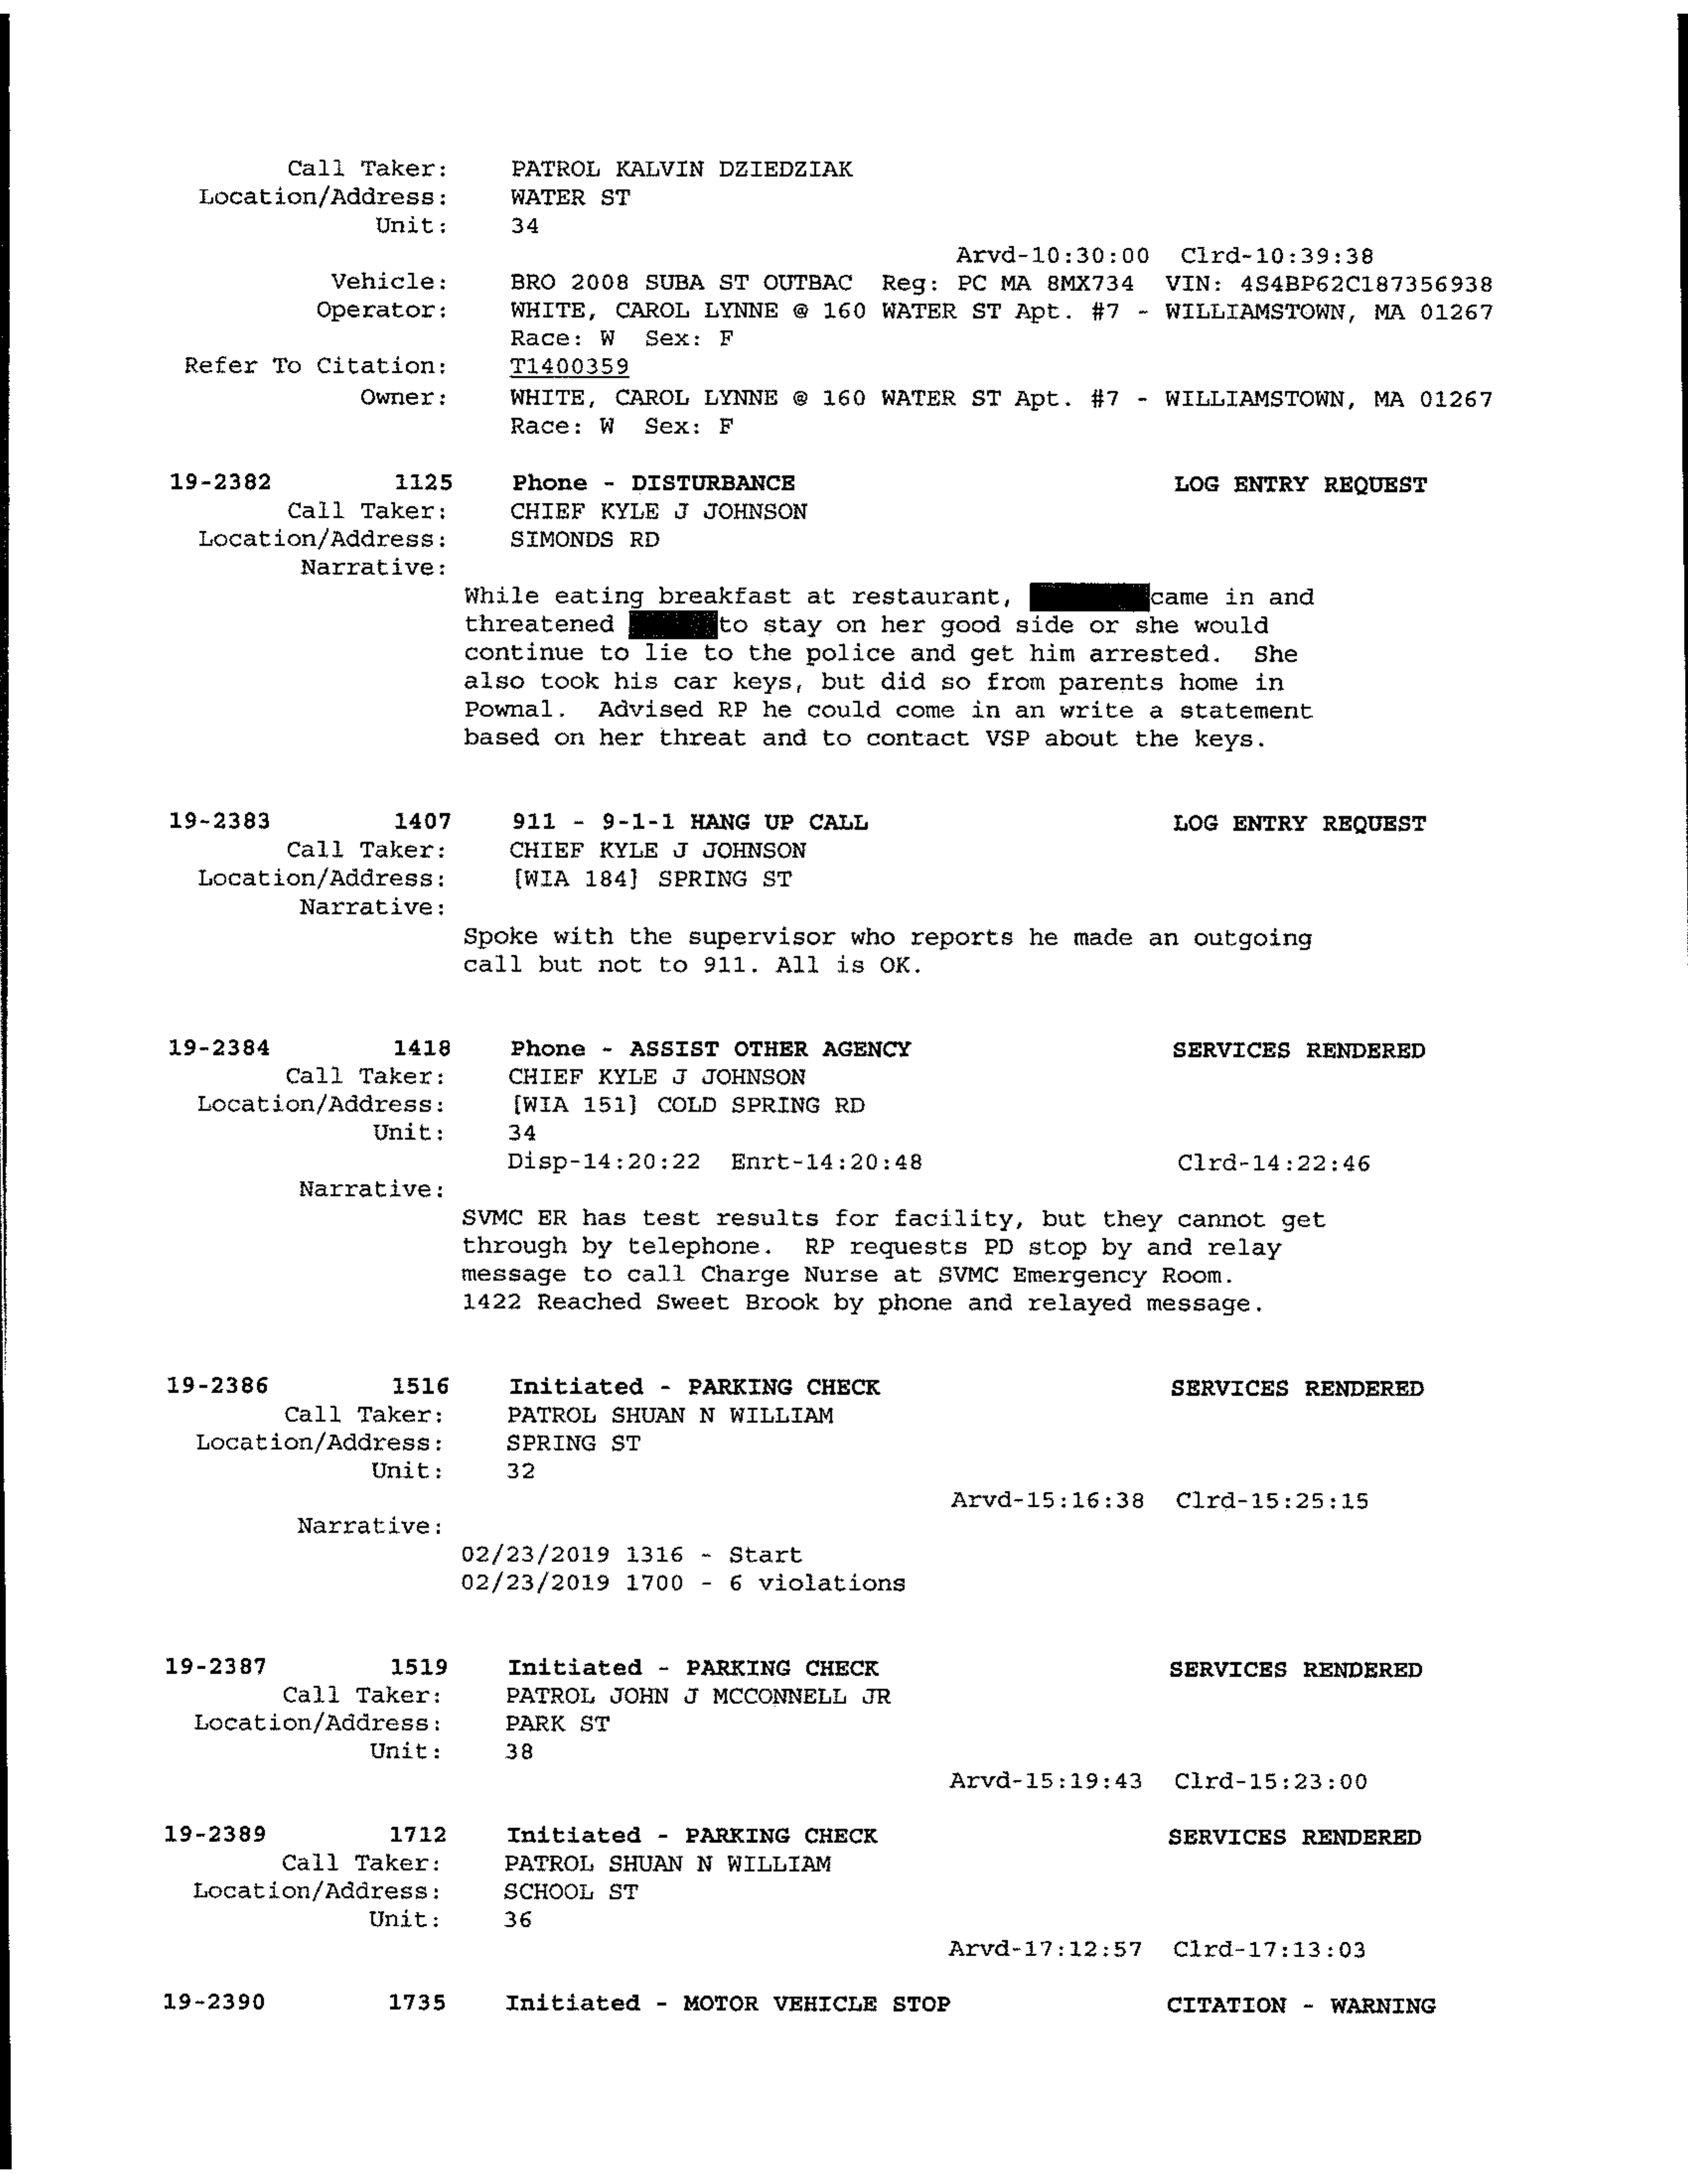 Call Taker: PATROL KALVIN DZIEDZIAK
Location/Address: WATER ST
Unit: 34
Arvd-10:30:00 Clrd-10:39:38
Vehicle: BRO 2008 SUBA ST OUTBAC Reg: PC MA 8MX734 VIN: 4S4BP62C187356938
Operator: WHITE, CAROL LYNNE @ 160 WATER ST Apt. #7 - WILLIAMSTOWN, MA 01267
Race: W Sex: F
Refer To Citation: T1400359
Owner: WHITE, CAROL LYNNE @ 160 WATER ST Apt. #7 - WILLIAMSTOWN, MA 01267
Race: W Sex: F
19-2382 1125 Phone - DISTURBANCE LOG ENTRY REQUEST
Call Taker: CHIEF KYLE J JOHNSON
Location/Address: SIMONDS RD
Narrative:
While eating breakfast at restaurant, came in and
threatened to stay on her good side or she would
continue to lie to the police and get him arrested. She
also took his car keys, but did so from parents home in
Pownal. Advised RP he could come in an write a statement
based on her threat and to contact VSP about the keys.
19-2383 1407 911 - 9-1-1 HANG UP CALL LOG ENTRY REQUEST
Call Taker: CHIEF KYLE J JOHNSON
Location/Address: [WIA 184] SPRING ST
Narrative:
Spoke with the supervisor who reports he made an outgoing
call but not to 911. All is OK.
19-2384 1418 Phone - ASSIST OTHER AGENCY SERVICES RENDERED
Call Taker: CHIEF KYLE J JOHNSON
Location/Address: [WIA 151] COLD SPRING RD
Unit: 34
Disp-14:20:22 Enrt-14:20:48 Clrd-14:22:46
Narrative:
SVMC ER has test results for facility, but they cannot get
through by telephone. RP requests PD stop by and relay
message to call Charge Nurse at SVMC Emergency Room.
1422 Reached Sweet Brook by phone and relayed message.
19-2386 1516 Initiated - PARKING CHECK SERVICES RENDERED
Call Taker: PATROL SHUAN N WILLIAM
Location/Address: SPRING ST
Unit: 32
Arvd-15:16:38 Clrd-15:25:15
Narrative:
02/23/2019 1316 - Start
02/23/2019 1700 - 6 violations
19-2387 1519 Initiated - PARKING CHECK SERVICES RENDERED
Call Taker: PATROL JOHN J MCCONNELL JR
Location/Address: PARK ST
Unit: 38
Arvd-15:19:43 Clrd-15:23:00
19-2389 1712 Initiated - PARKING CHECK SERVICES RENDERED
Call Taker: PATROL SHUAN N WILLIAM
Location/Address: SCHOOL ST
Unit: 36
Arvd-17:12:57 Clrd-17:13:03
19-2390 1735 Initiated - MOTOR VEHICLE STOP CITATION - WARNING